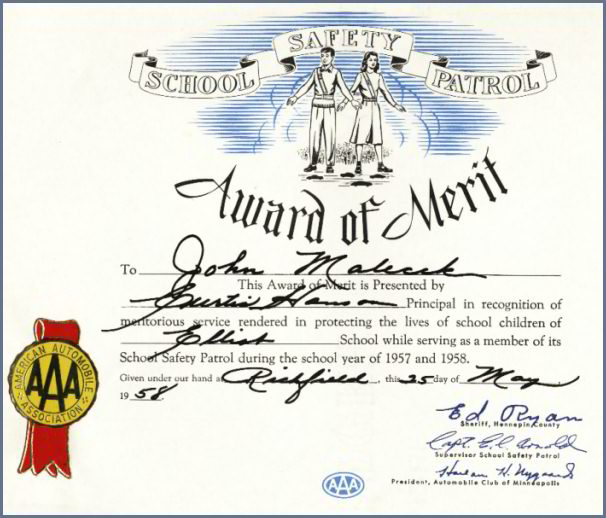 SCHOOL SAFETY PATROL
Award of Merit
To John Malecek
This Award of Merit is Presented by
Curtis Hanson Principal in recognition of
meritorious service rendered in protecting the lives of school children of
Elliot School while serving as a member of its
School Safety Patrol during the school year of 1957 and 1958.
Given under our hand at Richfield, this 25 day of May
1958.
AMERICAN AUTOMOBILE
AAA
ASSOCIATION
Ed Ryan
Sheriff, Hennepin County
Capt. E. C. Arnold
Supervisor School Safety Patrol
H. Nygaard
President, Automobile Club of Minneapolis
AAA